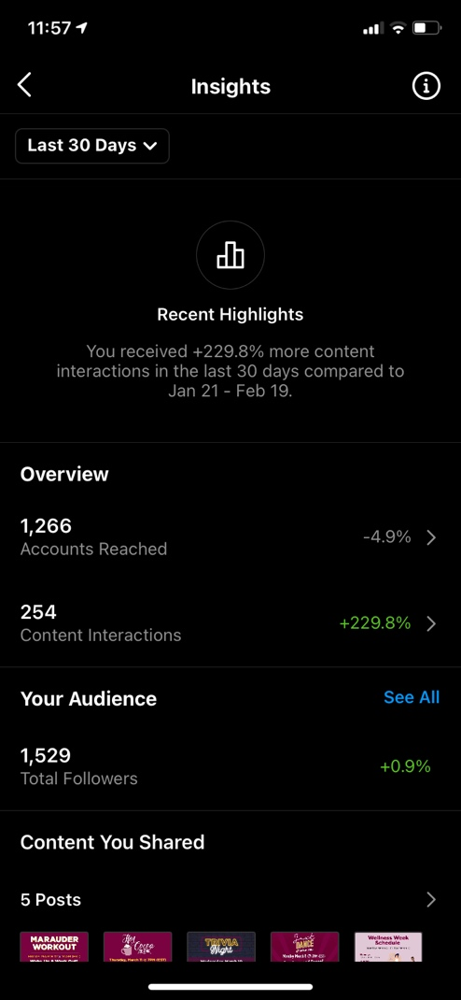 11:57
Insights
Last 30 Days
Recent Highlights
You received +229.8% more content
interactions in the last 30 days compared to
Jan 21 - Feb 19.
Overview
1,266
Accounts Reached
-4.9%
254
Content Interactions
+229.8%
Your Audience
See All
1,529
Total Followers
+0.9%
Content You Shared
5 Posts
MARAUDER
WORKOUT
Hot
Cocoa
TRIVIA
Night
DANCE
Wellness Week
Schedule